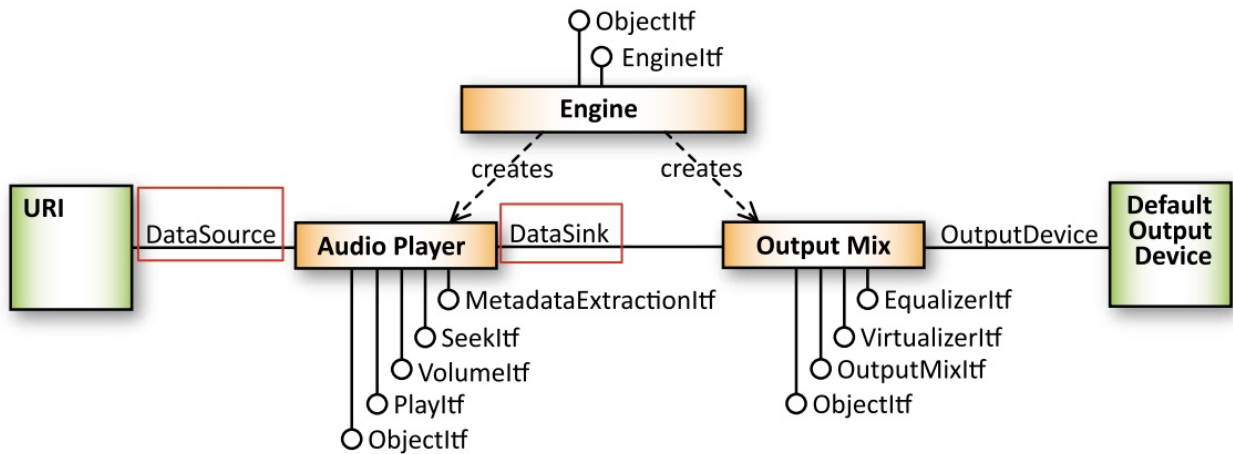 ObjectItf
EngineItf
Engine
creates
creates
URI
DataSource
Audio Player
DataSink
Output Mix
OutputDevice
Default
Output
Device
MetadataExtractionItf
SeekItf
VolumeItf
PlayItf
ObjectItf
EqualizerItf
VirtualizerItf
OutputMixItf
ObjectItf